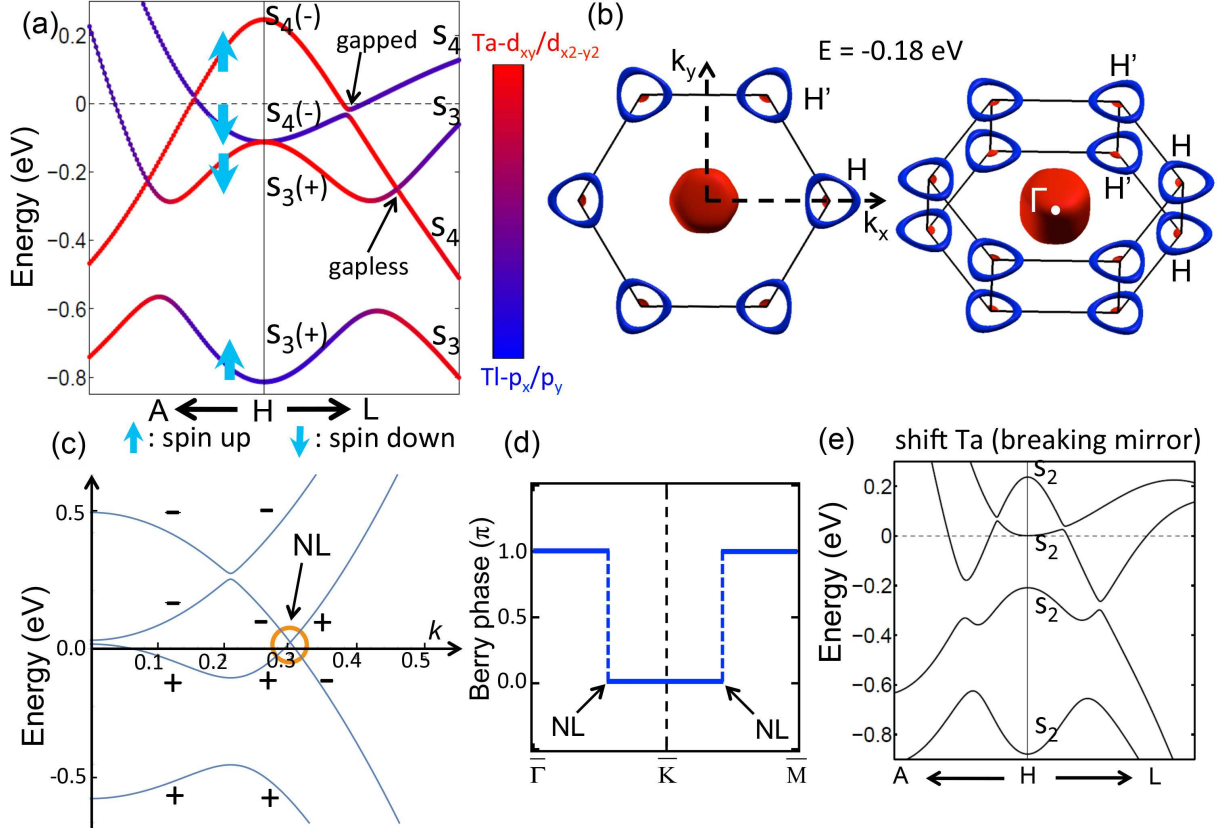 (a)
0.2
0
−0.2
−0.4
−0.6
−0.8
Energy (eV)
S4(-)
gapped
S4
S4(-)
S3
S3(+)
S4
gapless
S3(+)
S3
A
H
L
: spin up
: spin down
Ta-dxy/dx2-y2
Tl-px/py
(b)
E = -0.18 eV
ky
H'
H
kx
H'
H
H'
Γ
H
(c)
Energy (eV)
0.5
0.0
-0.5
0.1
0.2
0.3
0.4
0.5
k
NL
- -
-
- +
+ + -
+ +
(d)
Berry phase (π)
1.0
0.5
0.0
NL
NL
Γ
K
M
(e)
shift Ta (breaking mirror)
Energy (eV)
0.2
0
−0.2
−0.4
−0.6
−0.8
S2
S2
S2
S2
A
H
L